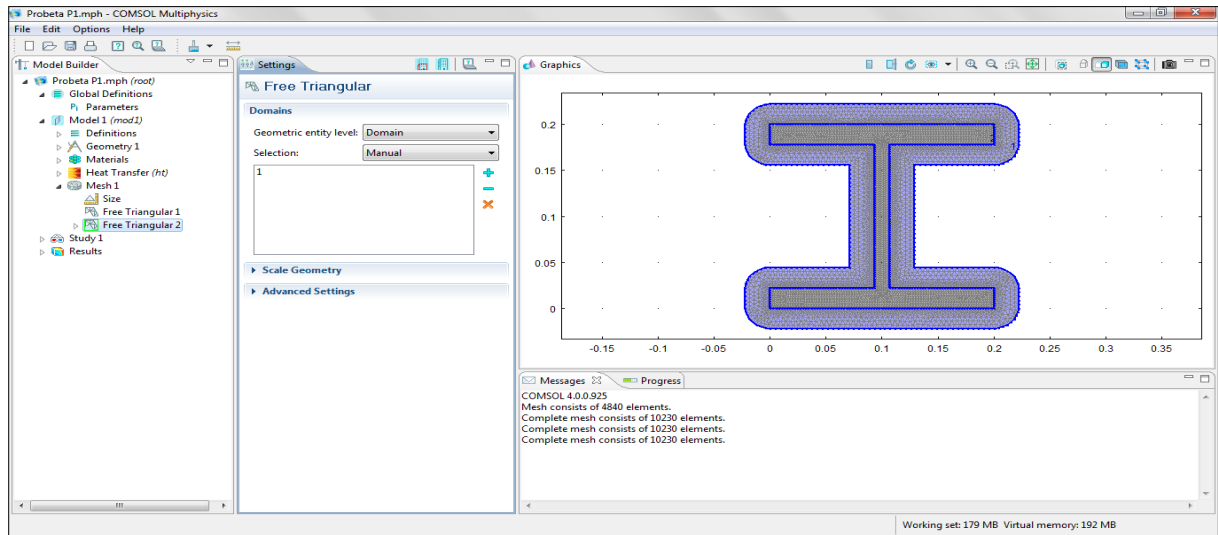 Probeta P1.mph - COMSOL Multiphysics
File Edit Options Help
Model Builder
Probeta P1.mph (root)
Global Definitions
Pi Parameters
Model 1 (mod1)
Definitions
Geometry 1
Materials
Heat Transfer (ht)
Mesh 1
Size
Free Triangular 1
Free Triangular 2
Study 1
Results
Settings
Free Triangular
Domains
Geometric entity level: Domain
Selection: Manual
1
Scale Geometry
Advanced Settings
Graphics
0.2
0.15
0.1
0.05
0
-0.15 -0.1 -0.05 0 0.05 0.1 0.15 0.2 0.25 0.3 0.35
Messages Progress
COMSOL 4.0.0.925
Mesh consists of 4840 elements.
Complete mesh consists of 10230 elements.
Complete mesh consists of 10230 elements.
Complete mesh consists of 10230 elements.
Working set: 179 MB Virtual memory: 192 MB